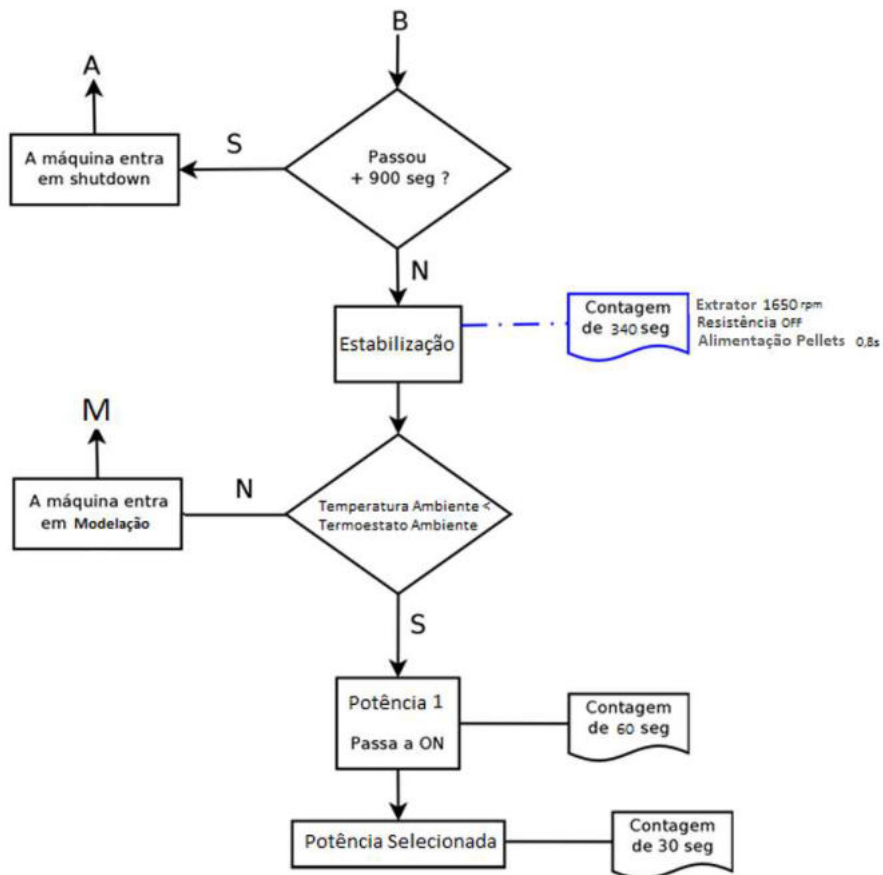 B
A
S
A máquina entra
em shutdown
Passou
+ 900 seg ?
N
Estabilização
Contagem
de 340 seg
Extrator 1650 rpm
Resistência OFF
Alimentação Pellets 0,8s
M
N
A máquina entra
em Modelação
Temperatura Ambiente <
Termoestato Ambiente
S
Potência 1
Passa a ON
Contagem
de 60 seg
Potência Selecionada
Contagem
de 30 seg